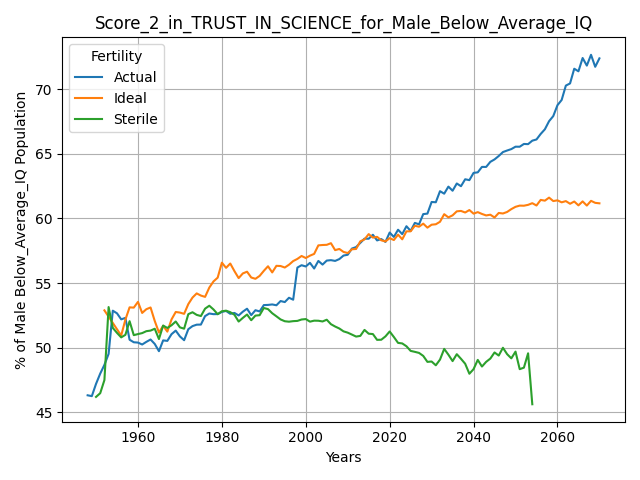 Score_2_in_TRUST_IN_SCIENCE_for_Male_Below_Average_IQ
Fertility
Actual
Ideal
Sterile
% of Male Below_Average_IQ Population
70
65
60
55
50
45
1960
1980
2000
2020
2040
2060
Years